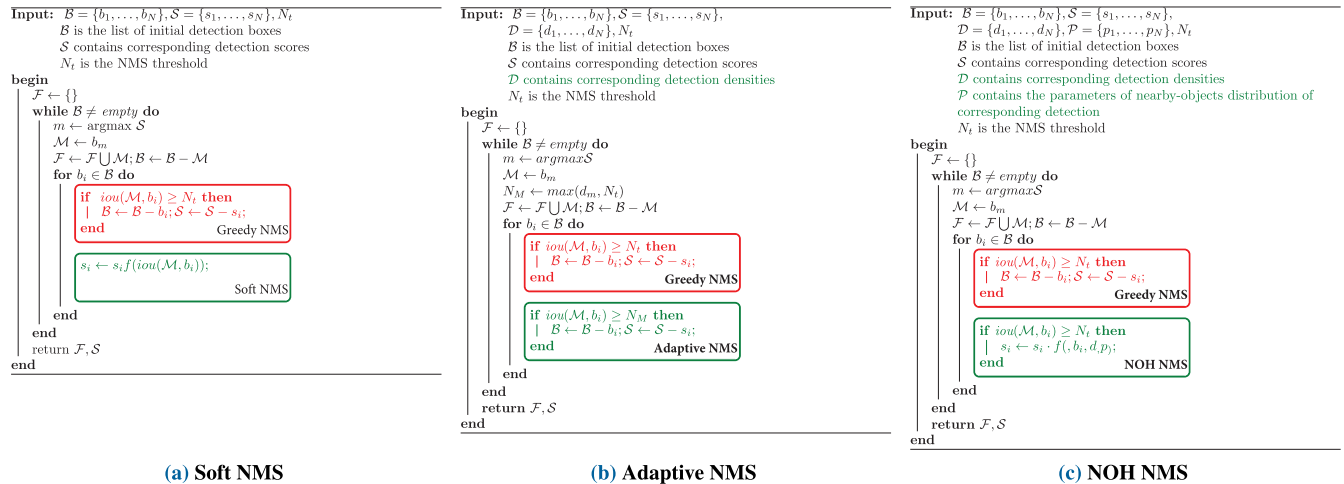 Input: B = {b1, . . . , bN}, S = {s1, . . . , sN}, Nt
B is the list of initial detection boxes
S contains corresponding detection scores
Nt is the NMS threshold
begin
F ← {}
while B ≠ empty do
m ← argmax S
M ← bm
F ← F ⋃ M; B ← B − M
for bi ∈ B do
if iou(M, bi) ≥ Nt then
B ← B − bi; S ← S − si;
end
Greedy NMS
si ← si f(iou(M, bi));
Soft NMS
end
end
return F, S
end
(a) Soft NMS
Input: B = {b1, . . . , bN}, S = {s1, . . . , sN},
D = {d1, . . . , dN}, Nt
B is the list of initial detection boxes
S contains corresponding detection scores
D contains corresponding detection densities
Nt is the NMS threshold
begin
F ← {}
while B ≠ empty do
m ← argmaxS
M ← bm
NM ← max(dm, Nt)
F ← F ⋃ M; B ← B − M
for bi ∈ B do
if iou(M, bi) ≥ Nt then
B ← B − bi; S ← S − si;
end
Greedy NMS
if iou(M, bi) ≥ NM then
B ← B − bi; S ← S − si;
end
Adaptive NMS
end
end
return F, S
end
(b) Adaptive NMS
Input: B = {b1, . . . , bN}, S = {s1, . . . , sN},
D = {d1, . . . , dN}, P = {p1, . . . , pN}, Nt
B is the list of initial detection boxes
S contains corresponding detection scores
D contains corresponding detection densities
P contains the parameters of nearby-objects distribution of
corresponding detection
Nt is the NMS threshold
begin
F ← {}
while B ≠ empty do
m ← argmaxS
M ← bm
F ← F ⋃ M; B ← B − M
for bi ∈ B do
if iou(M, bi) ≥ Nt then
B ← B − bi; S ← S − si;
end
Greedy NMS
if iou(M, bi) ≥ Nt then
si ← si · f(, bi, d,p);
end
NOH NMS
end
end
return F, S
end
(c) NOH NMS